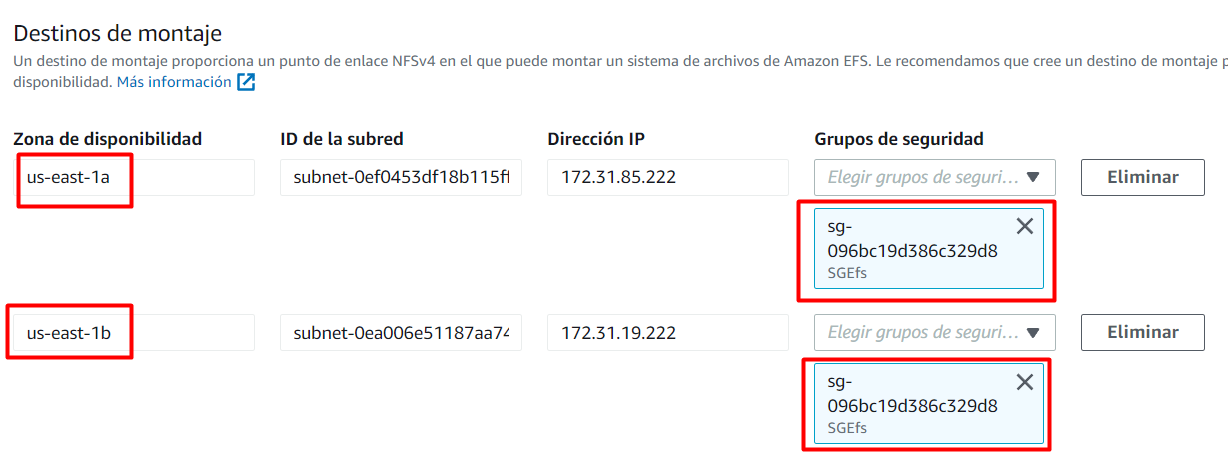 Destinos de montaje
Un destino de montaje proporciona un punto de enlace NFSv4 en el que puede montar un sistema de archivos de Amazon EFS. Le recomendamos que cree un destino de montaje p
disponibilidad. Más información
Zona de disponibilidad ID de la subred Dirección IP Grupos de seguridad
us-east-1a subnet-0ef0453df18b115ff 172.31.85.222 Elegir grupos de seguri... Eliminar
sg-
096bc19d386c329d8
SGEfs
us-east-1b subnet-0ea006e51187aa74 172.31.19.222 Elegir grupos de seguri... Eliminar
sg-
096bc19d386c329d8
SGEfs